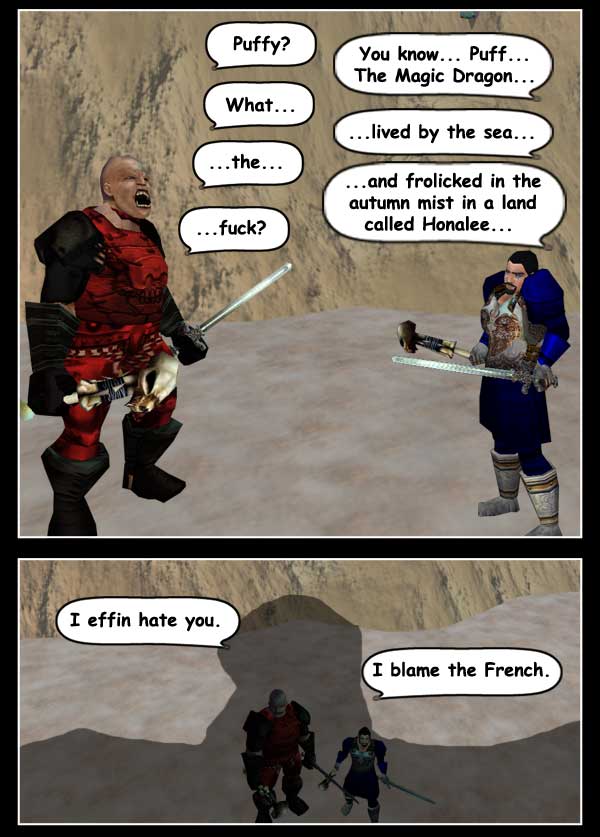 Puffy?
What...
...the...
...fuck?
You know... Puff...
The Magic Dragon...
...lived by the sea...
...and frolicked in the
autumn mist in a land
called Honalee...
I effin hate you.
I blame the French.